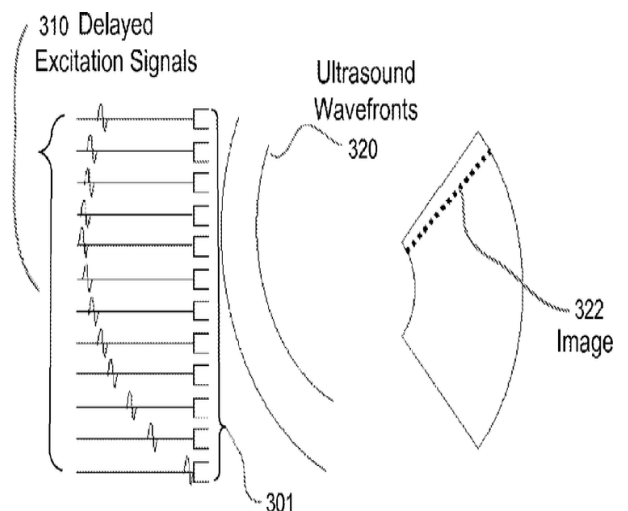 310 Delayed
Excitation Signals
Ultrasound
Wavefronts
320
322
Image
301